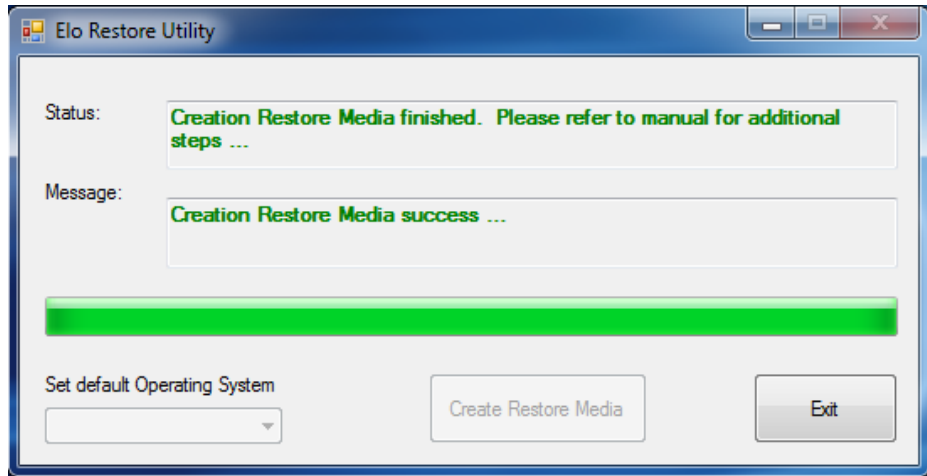 Elo Restore Utility
Status:
Creation Restore Media finished.  Please refer to manual for additional
steps ...
Message:
Creation Restore Media success ...
Set default Operating System
Create Restore Media
Exit